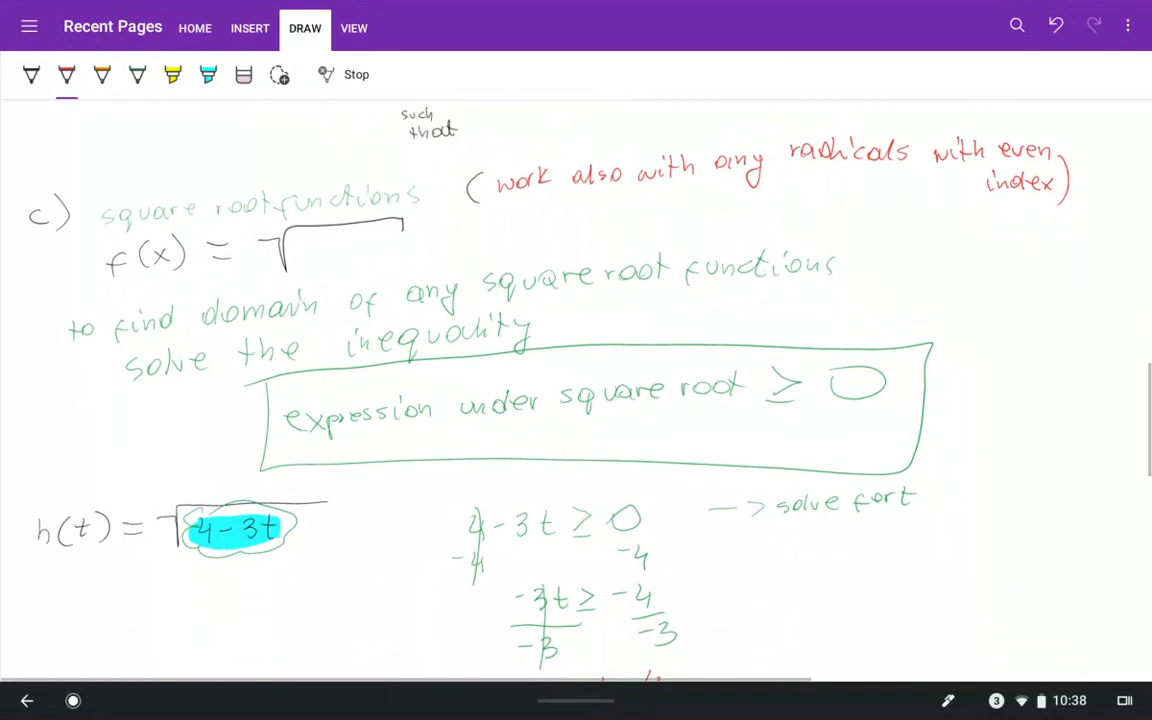 Recent Pages HOME INSERT DRAW VIEW
Stop
such
that
(work also with any radicals with even
index)
c) square root functions
f(x) = √
to find domain of any square root functions
solve the inequality
expression under square root ≥ 0
h(t) = √4 - 3t
4 - 3t ≥ 0 —> solve for t
-4 -4
-3t ≥ -4
-3 -3
10:38